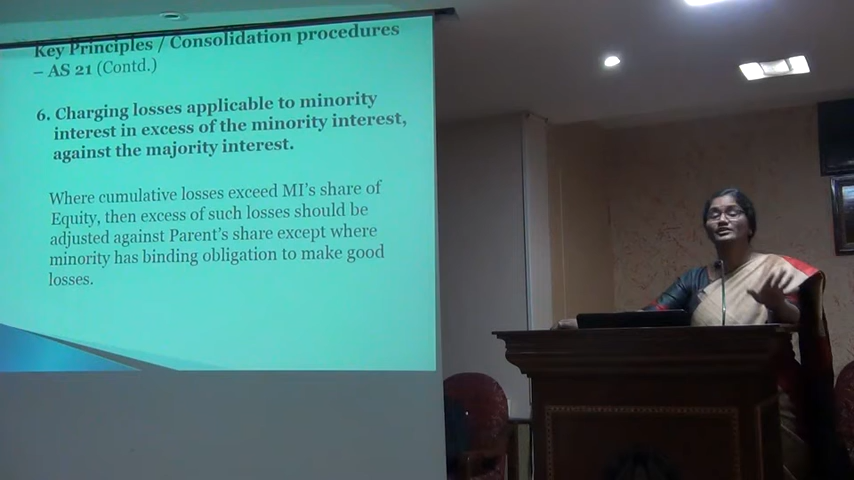 Key Principles / Consolidation procedures
– AS 21 (Contd.)
6. Charging losses applicable to minority
interest in excess of the minority interest,
against the majority interest.
Where cumulative losses exceed MI's share of
Equity, then excess of such losses should be
adjusted against Parent's share except where
minority has binding obligation to make good
losses.